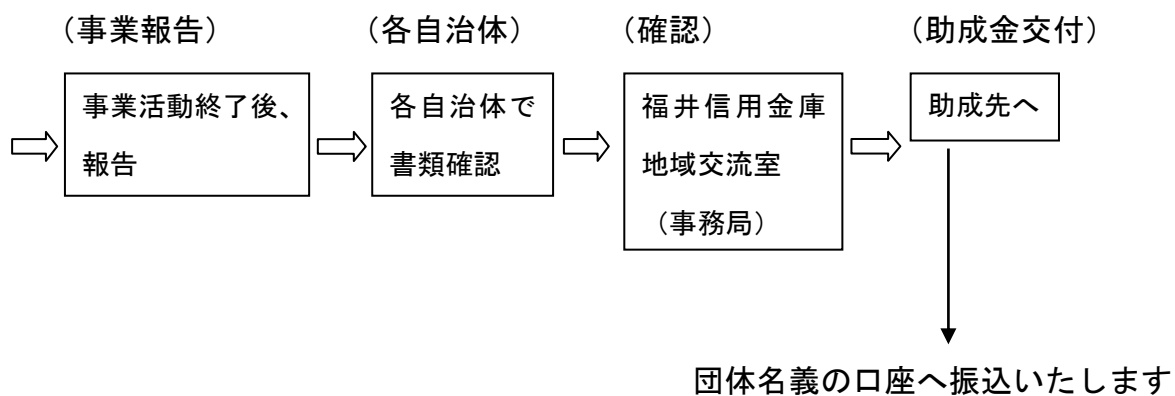 （事業報告）
（各自治体）
（確認）
（助成金交付）
事業活動終了後、
報告
各自治体で
書類確認
福井信用金庫
地域交流室
（事務局）
助成先へ
団体名義の口座へ振込いたします